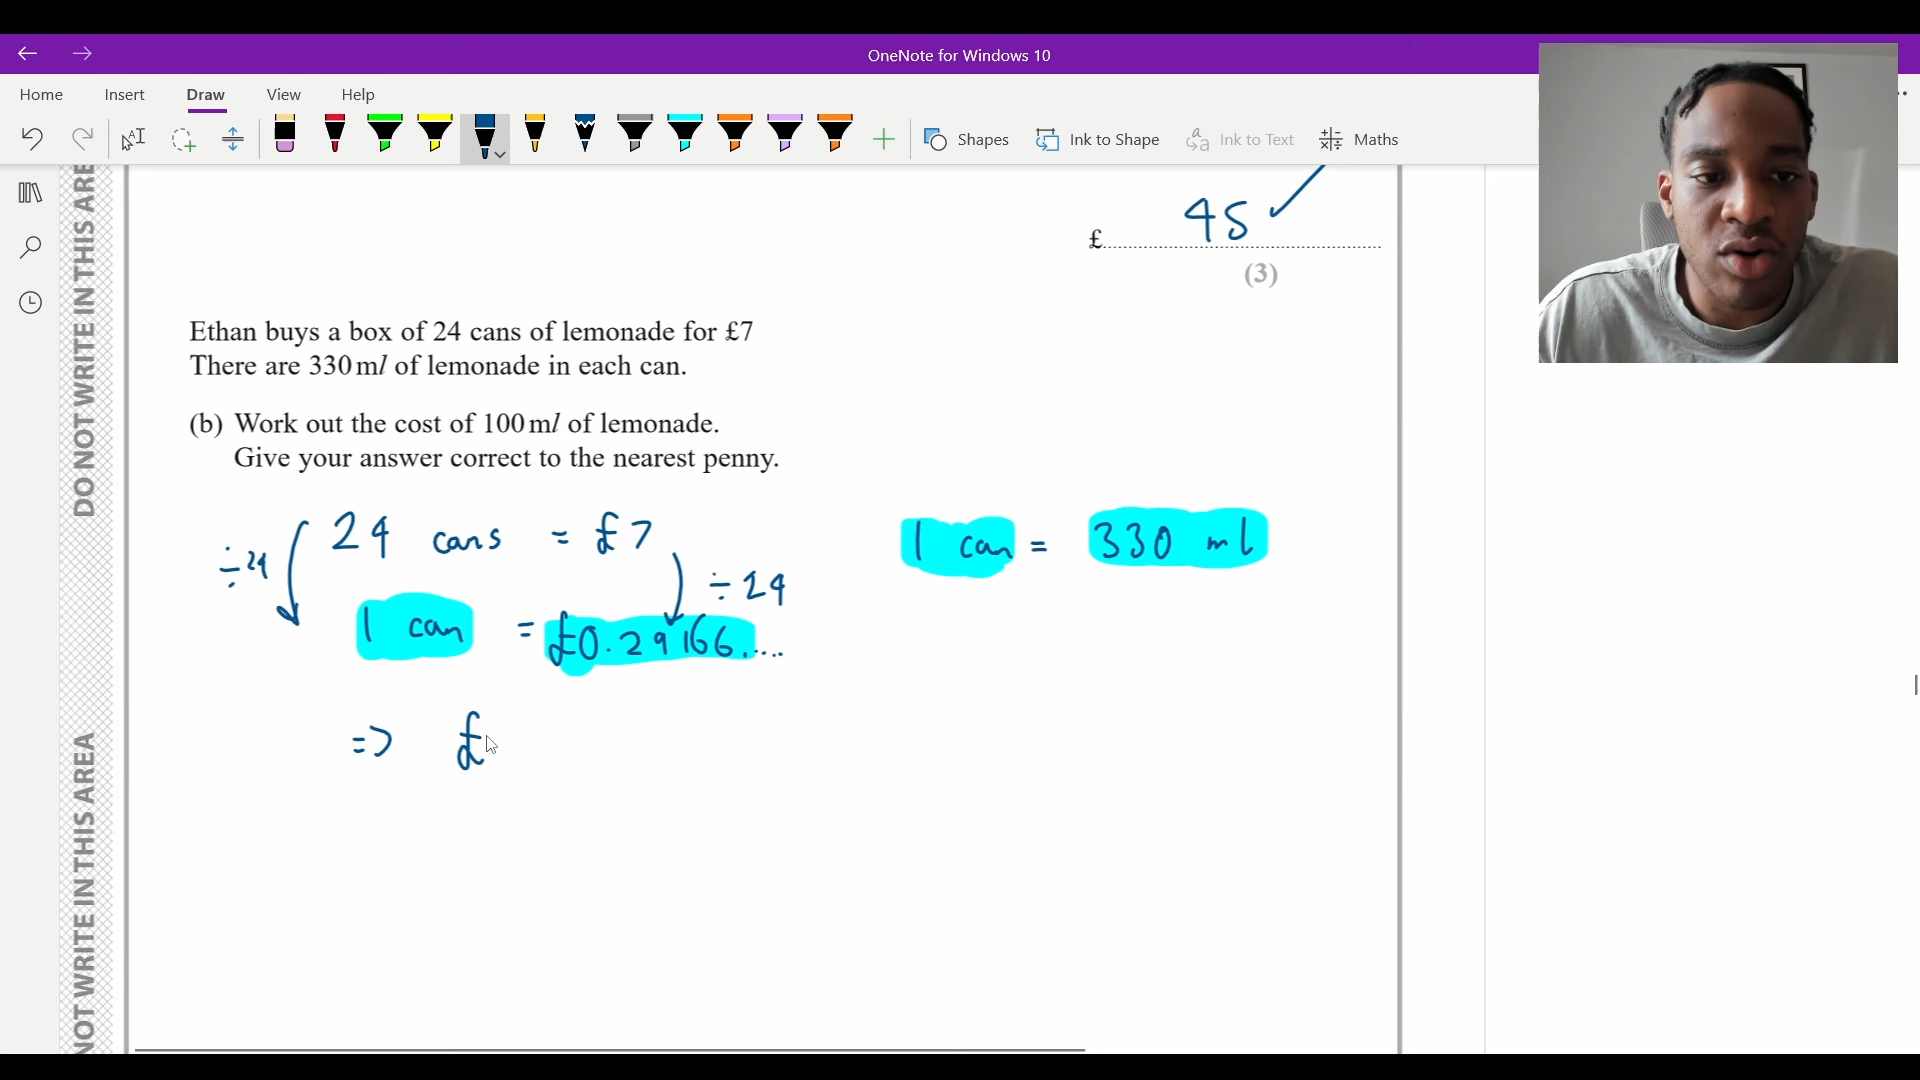 OneNote for Windows 10
Home Insert Draw View Help
Shapes Ink to Shape Ink to Text Maths
DO NOT WRITE IN THIS ARE
45
£
(3)
Ethan buys a box of 24 cans of lemonade for £7
There are 330 ml of lemonade in each can.
(b) Work out the cost of 100 ml of lemonade.
Give your answer correct to the nearest penny.
÷24 24 cans = £7 ÷24
1 can = 330 ml
1 can = £0.29166....
=> £
NOT WRITE IN THIS AREA